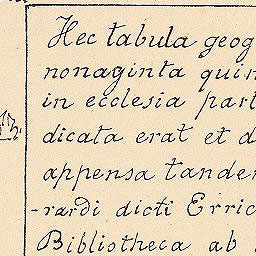 Hec tabula geog
nonaginta quin
in ecclesia part
dicata erat et d
appensa tanden
-rardi dicti Erric
Bibliotheca ab